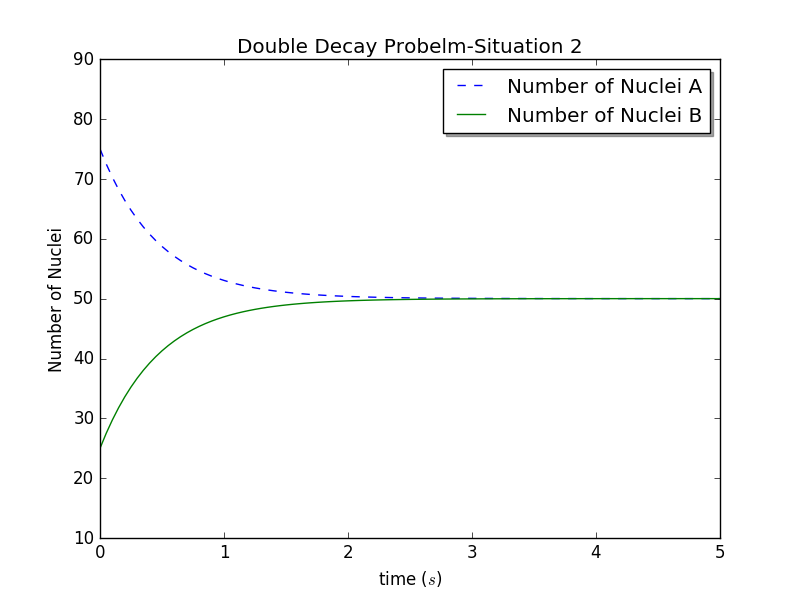 Double Decay Probelm-Situation 2
Number of Nuclei A
Number of Nuclei B
Number of Nuclei
90
80
70
60
50
40
30
20
10
0 1 2 3 4 5
time (s)